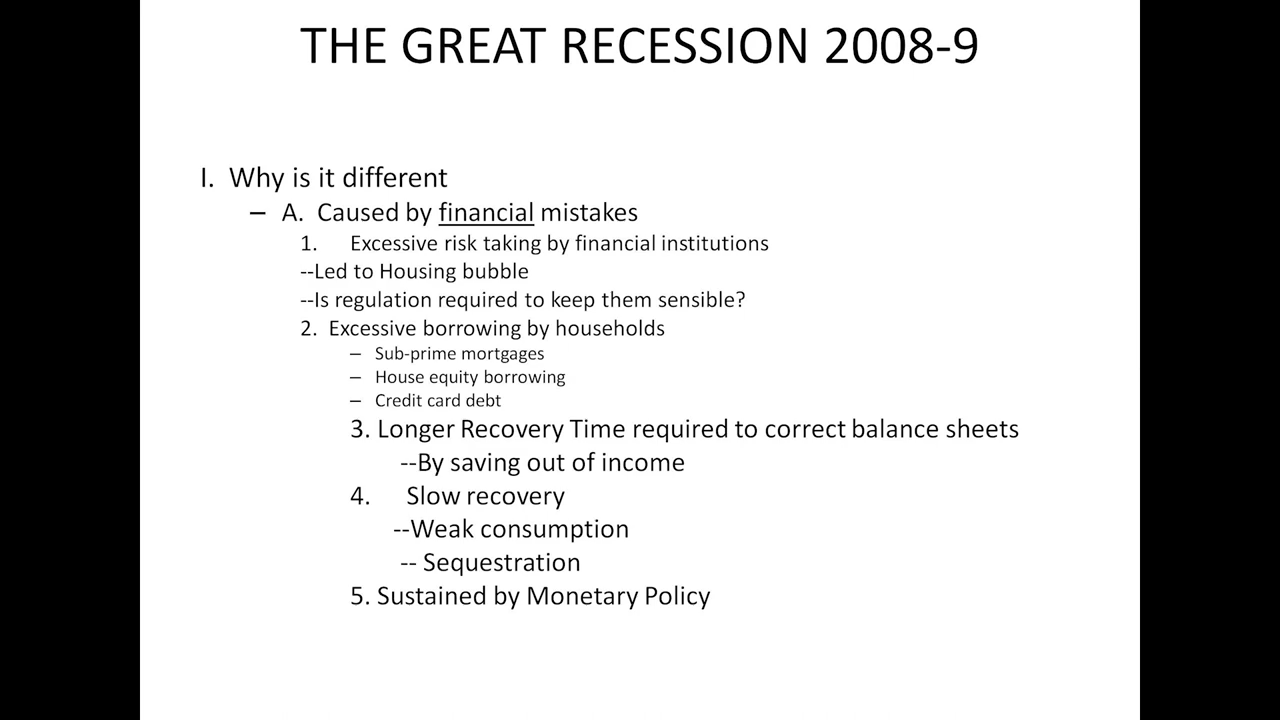 THE GREAT RECESSION 2008-9
I. Why is it different
– A. Caused by financial mistakes
1. Excessive risk taking by financial institutions
--Led to Housing bubble
--Is regulation required to keep them sensible?
2. Excessive borrowing by households
– Sub-prime mortgages
– House equity borrowing
– Credit card debt
3. Longer Recovery Time required to correct balance sheets
--By saving out of income
4. Slow recovery
--Weak consumption
-- Sequestration
5. Sustained by Monetary Policy